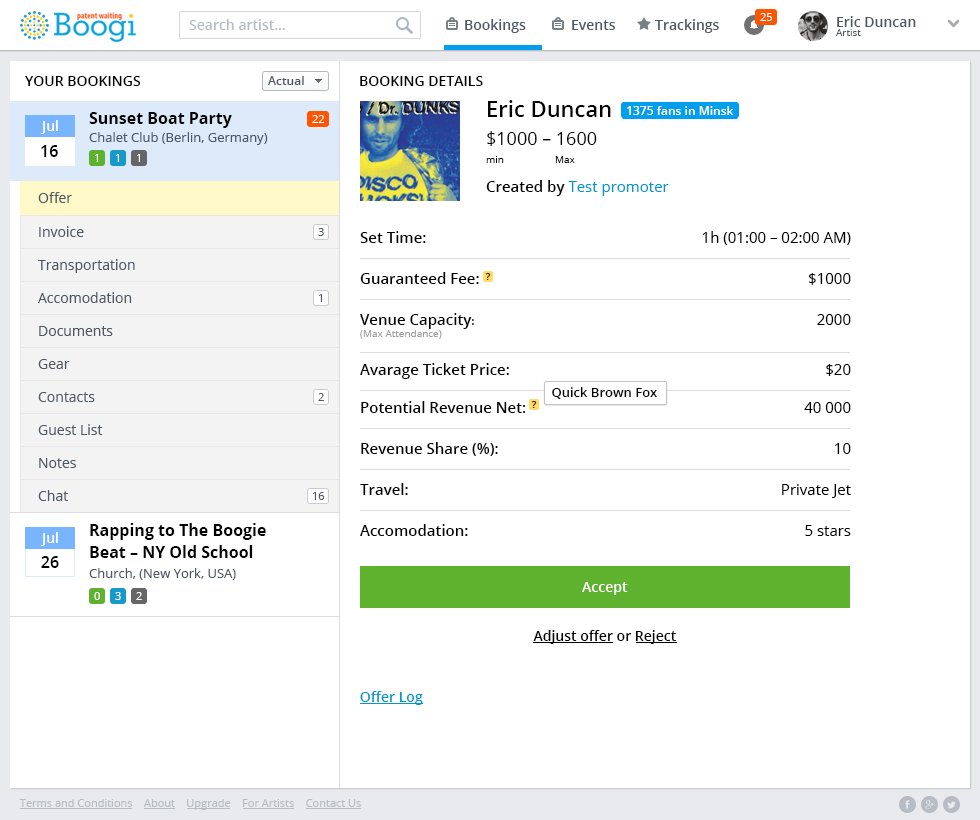 patent waiting
Boogi
Search artist...
Bookings
Events
Trackings
25
Eric Duncan
Artist
YOUR BOOKINGS
Actual
Jul
16
Sunset Boat Party
22
Chalet Club (Berlin, Germany)
1 1 1
Offer
Invoice 3
Transportation
Accomodation 1
Documents
Gear
Contacts 2
Guest List
Notes
Chat 16
Jul
26
Rapping to The Boogie
Beat – NY Old School
Church, (New York, USA)
0 3 2
BOOKING DETAILS
/ Dr. DUNKS
DISCO
Eric Duncan 1375 fans in Minsk
$1000 – 1600
min Max
Created by Test promoter
Set Time: 1h (01:00 – 02:00 AM)
Guaranteed Fee: ? $1000
Venue Capacity: 2000
(Max Attendance)
Avarage Ticket Price: $20
Quick Brown Fox
Potential Revenue Net: ? 40 000
Revenue Share (%): 10
Travel: Private Jet
Accomodation: 5 stars
Accept
Adjust offer or Reject
Offer Log
Terms and Conditions About Upgrade For Artists Contact Us